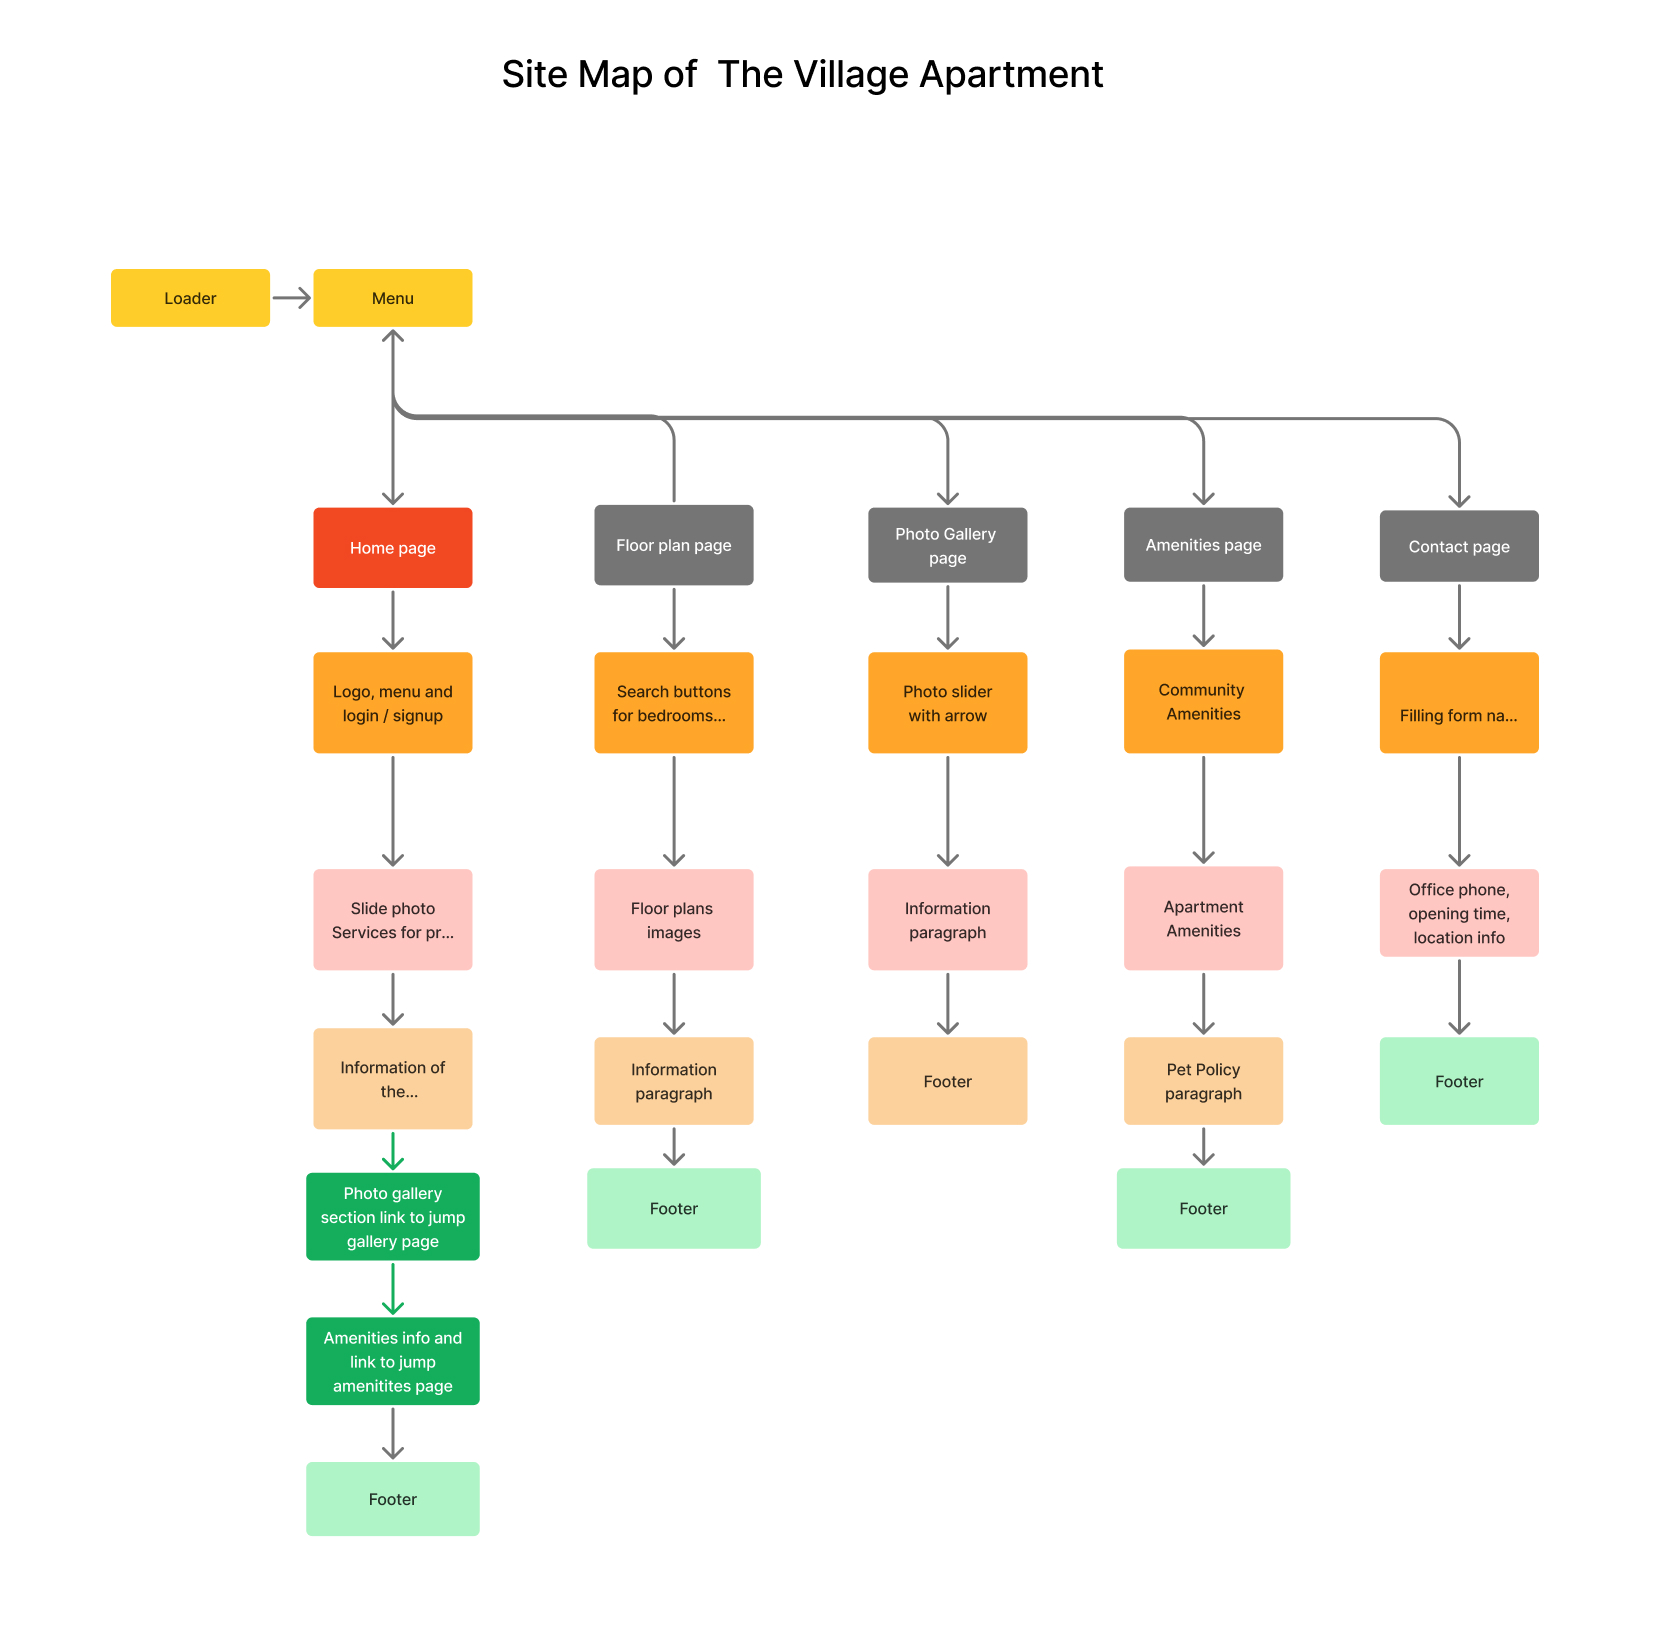 Site Map of  The Village Apartment
Loader
Menu
Home page
Floor plan page
Photo Gallery
page
Amenities page
Contact page
Logo, menu and
login / signup
Search buttons
for bedrooms...
Photo slider
with arrow
Community
Amenities
Filling form na...
Slide photo
Services for pr...
Floor plans
images
Information
paragraph
Apartment
Amenities
Office phone,
opening time,
location info
Information of
the...
Information
paragraph
Footer
Pet Policy
paragraph
Footer
Photo gallery
section link to jump
gallery page
Footer
Footer
Amenities info and
link to jump
amenitites page
Footer